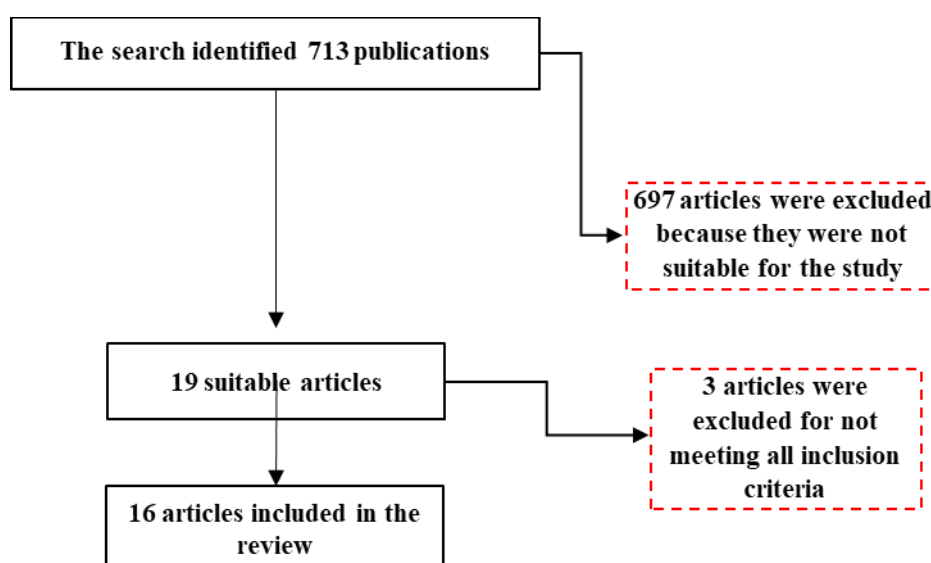 The search identified 713 publications
697 articles were excluded
because they were not
suitable for the study
19 suitable articles
3 articles were
excluded for not
meeting all inclusion
criteria
16 articles included in the
review